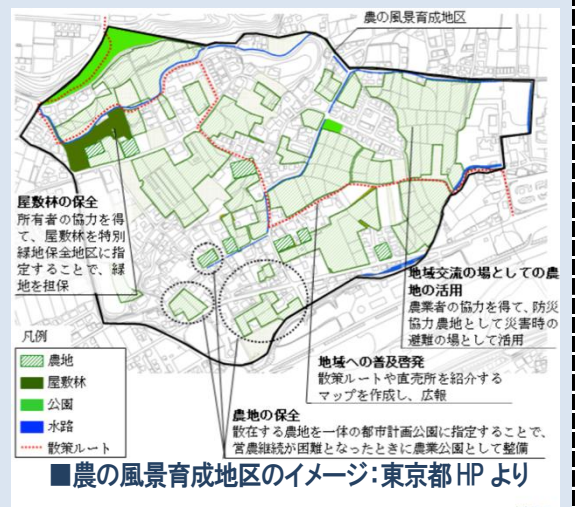 農の風景育成地区
屋敷林の保全
所有者の協力を得
て、屋敷林を特別
緑地保全地区に指
定することで、緑
地を担保
地域交流の場としての農
地の活用
農業者の協力を得て、防災
協力農地として災害時の
避難の場として活用
凡例
農地
屋敷林
公園
水路
散策ルート
地域への普及啓発
散策ルートや直売所を紹介する
マップを作成し、広報
農地の保全
散在する農地を一体の都市計画公園に指定することで、
営農継続が困難となったときに農業公園として整備
■農の風景育成地区のイメージ：東京都HPより